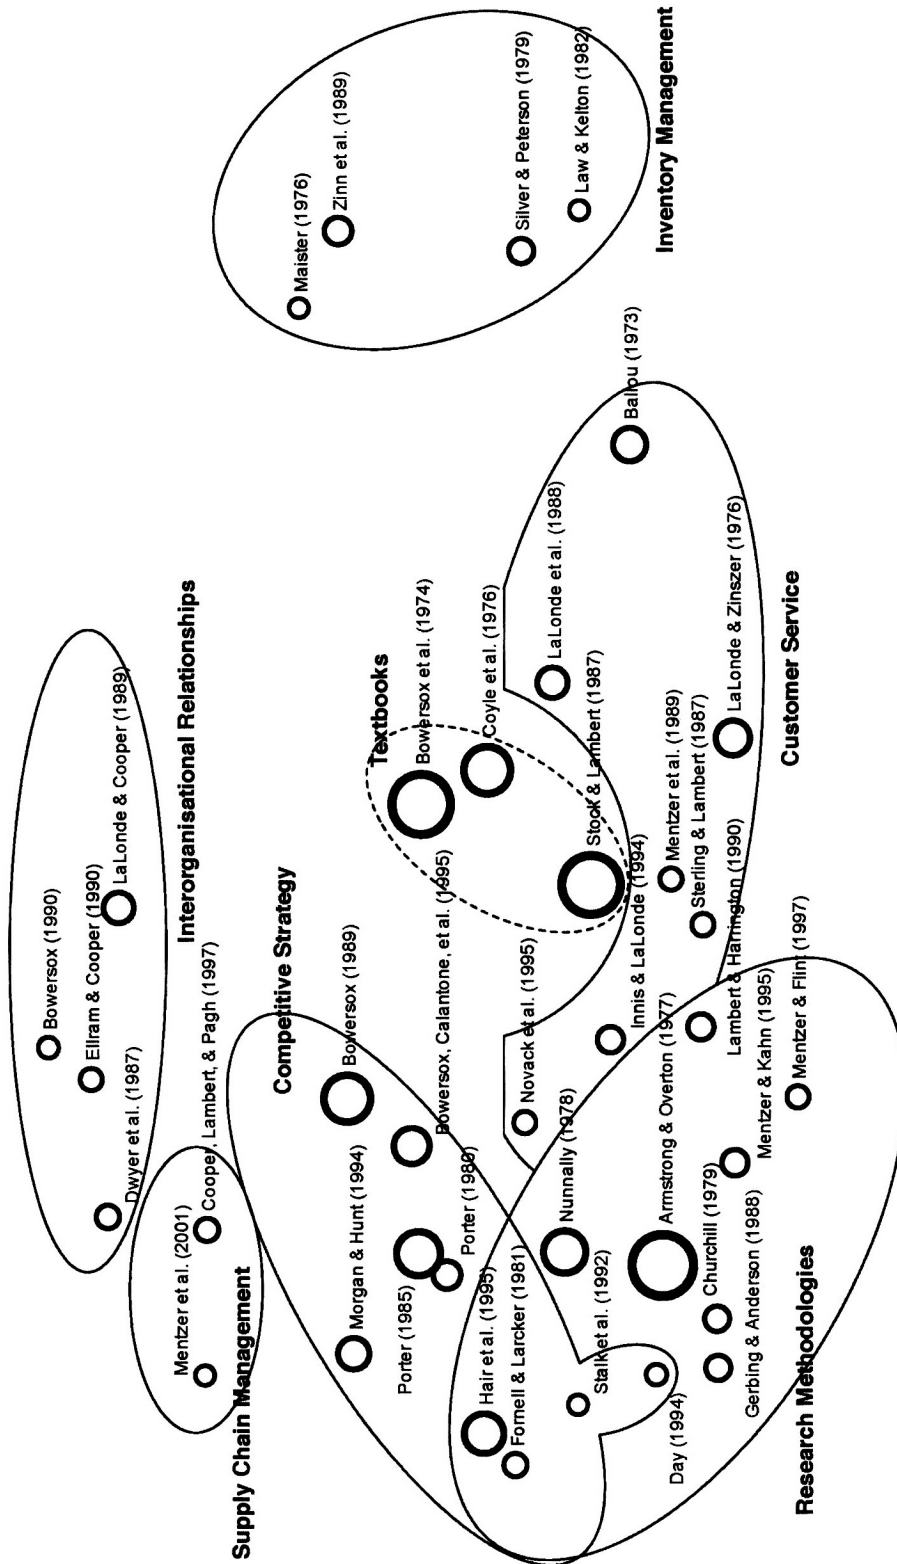 Bowersox (1990)
Ellram & Cooper (1990)
Dwyer et al. (1987)
LaLonde & Cooper (1989)
Interorganisational Relationships
Mentzer et al. (2001)
Cooper, Lambert, & Pagh (1997)
Supply Chain Management
Competitive Strategy
Morgan & Hunt (1994)
Bowersox (1989)
Porter (1985)
Bowersox, Calantone, et al. (1995)
Porter (1980)
Textbooks
Bowersox et al. (1974)
Coyle et al. (1976)
Stock & Lambert (1987)
Maister (1976)
Zinn et al. (1989)
Silver & Peterson (1979)
Law & Kelton (1982)
Inventory Management
Hair et al. (1995)
Fornell & Larcker (1981)
Stalk et al. (1992)
Day (1994)
Nunnally (1978)
Armstrong & Overton (1977)
Churchill (1979)
Gerbing & Anderson (1988)
Mentzer & Kahn (1995)
Mentzer & Flint (1997)
Research Methodologies
Novack et al. (1995)
Innis & LaLonde (1994)
Lambert & Harrington (1990)
Mentzer et al. (1989)
Sterling & Lambert (1987)
LaLonde et al. (1988)
LaLonde & Zinszer (1976)
Ballou (1973)
Customer Service